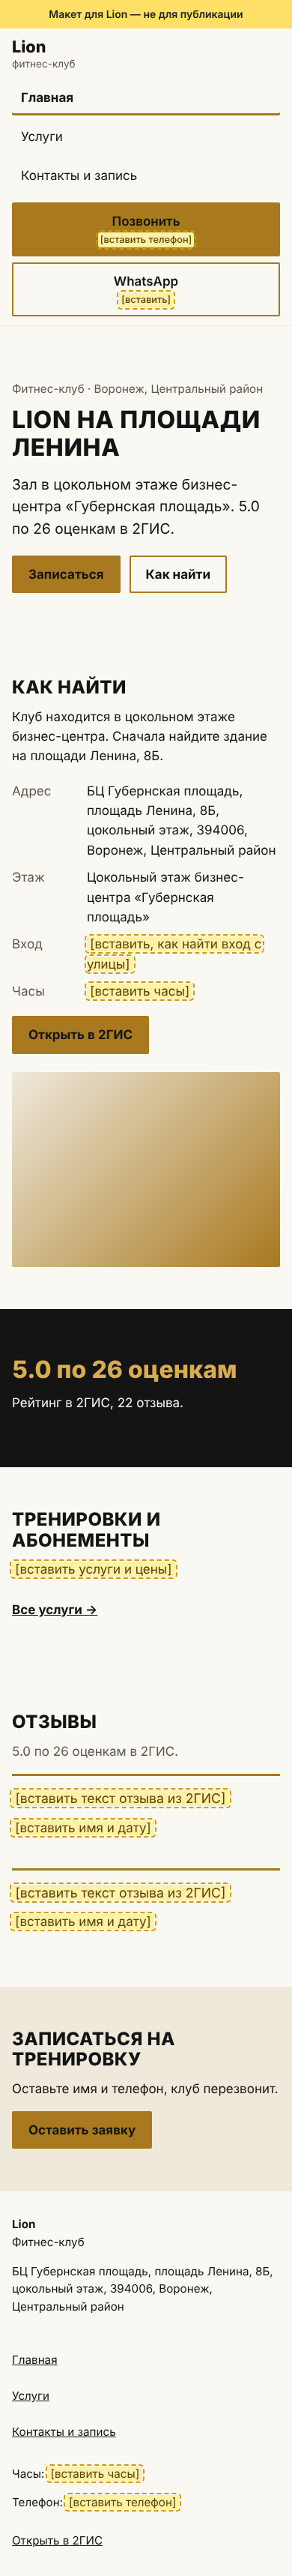 Макет для Lion — не для публикации
Lion
фитнес-клуб
Главная
Услуги
Контакты и запись
Позвонить
[вставить телефон]
WhatsApp
[вставить]
Фитнес-клуб · Воронеж, Центральный район
LION НА ПЛОЩАДИ
ЛЕНИНА
Зал в цокольном этаже бизнес-
центра «Губернская площадь». 5.0
по 26 оценкам в 2ГИС.
Записаться
Как найти
КАК НАЙТИ
Клуб находится в цокольном этаже
бизнес-центра. Сначала найдите здание
на площади Ленина, 8Б.
Адрес
БЦ Губернская площадь,
площадь Ленина, 8Б,
цокольный этаж, 394006,
Воронеж, Центральный район
Этаж
Цокольный этаж бизнес-
центра «Губернская
площадь»
Вход
[вставить, как найти вход с
улицы]
Часы
[вставить часы]
Открыть в 2ГИС
5.0 по 26 оценкам
Рейтинг в 2ГИС, 22 отзыва.
ТРЕНИРОВКИ И
АБОНЕМЕНТЫ
[вставить услуги и цены]
Все услуги →
ОТЗЫВЫ
5.0 по 26 оценкам в 2ГИС.
[вставить текст отзыва из 2ГИС]
[вставить имя и дату]
[вставить текст отзыва из 2ГИС]
[вставить имя и дату]
ЗАПИСАТЬСЯ НА
ТРЕНИРОВКУ
Оставьте имя и телефон, клуб перезвонит.
Оставить заявку
Lion
Фитнес-клуб
БЦ Губернская площадь, площадь Ленина, 8Б,
цокольный этаж, 394006, Воронеж,
Центральный район
Главная
Услуги
Контакты и запись
Часы: [вставить часы]
Телефон: [вставить телефон]
Открыть в 2ГИС